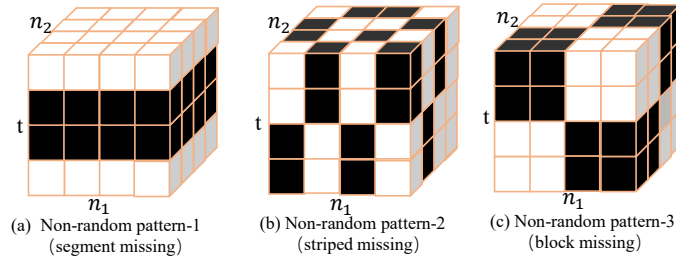 n₂
t
n₁
(a) Non-random pattern-1
(segment missing)
n₂
t
n₁
(b) Non-random pattern-2
(striped missing)
n₂
t
n₁
(c) Non-random pattern-3
(block missing)